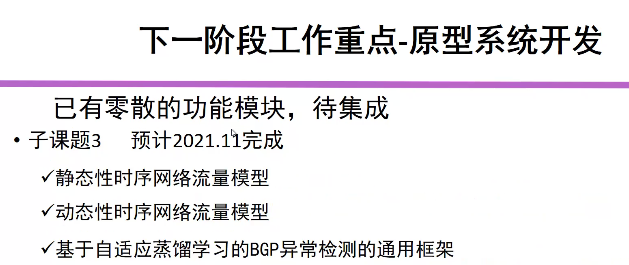 下一阶段工作重点-原型系统开发
已有零散的功能模块，待集成
• 子课题3 预计2021.11完成
✓静态性时序网络流量模型
✓动态性时序网络流量模型
✓基于自适应蒸馏学习的BGP异常检测的通用框架